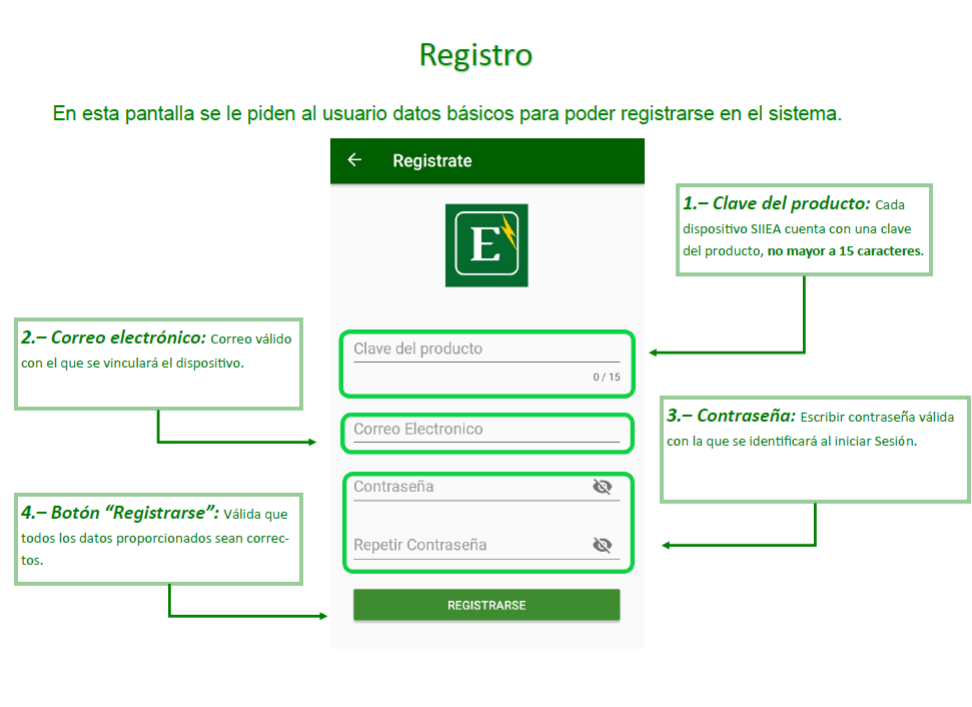 Registro
En esta pantalla se le piden al usuario datos básicos para poder registrarse en el sistema.
Registrate
E
1.– Clave del producto: Cada
dispositivo SIIEA cuenta con una clave
del producto, no mayor a 15 caracteres.
2.– Correo electrónico: Correo válido
con el que se vinculará el dispositivo.
Clave del producto
0 / 15
Correo Electronico
3.– Contraseña: Escribir contraseña válida
con la que se identificará al iniciar Sesión.
Contraseña
Repetir Contraseña
4.– Botón “Registrarse”: Válida que
todos los datos proporcionados sean correc-
tos.
REGISTRARSE